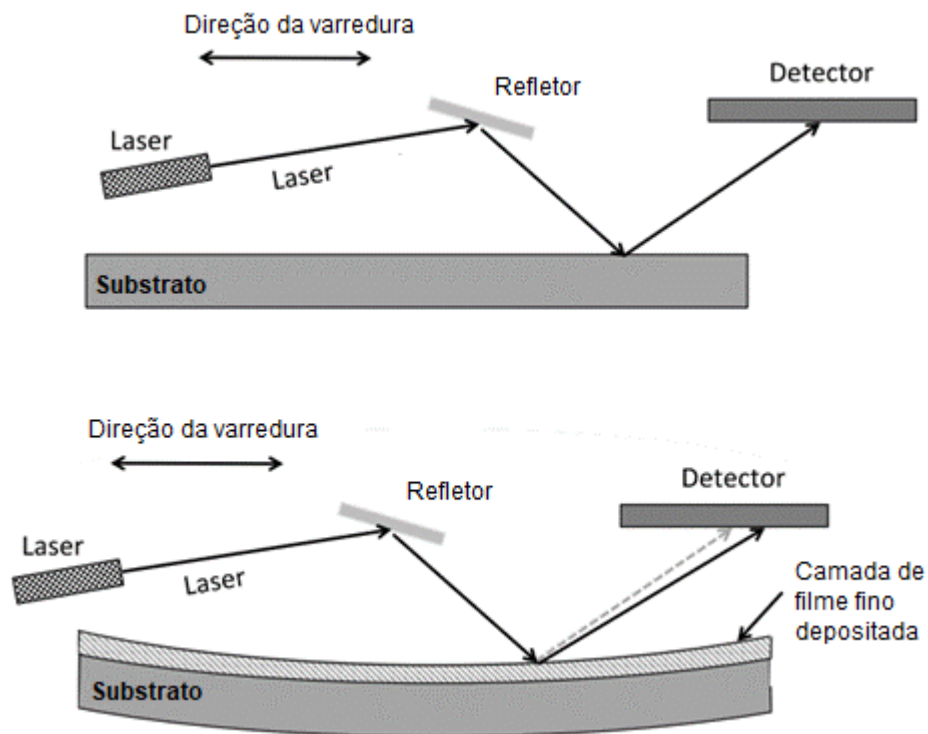 Direção da varredura
Refletor
Detector
Laser
Laser
Substrato
Direção da varredura
Refletor
Detector
Laser
Laser
Camada de
filme fino
depositada
Substrato